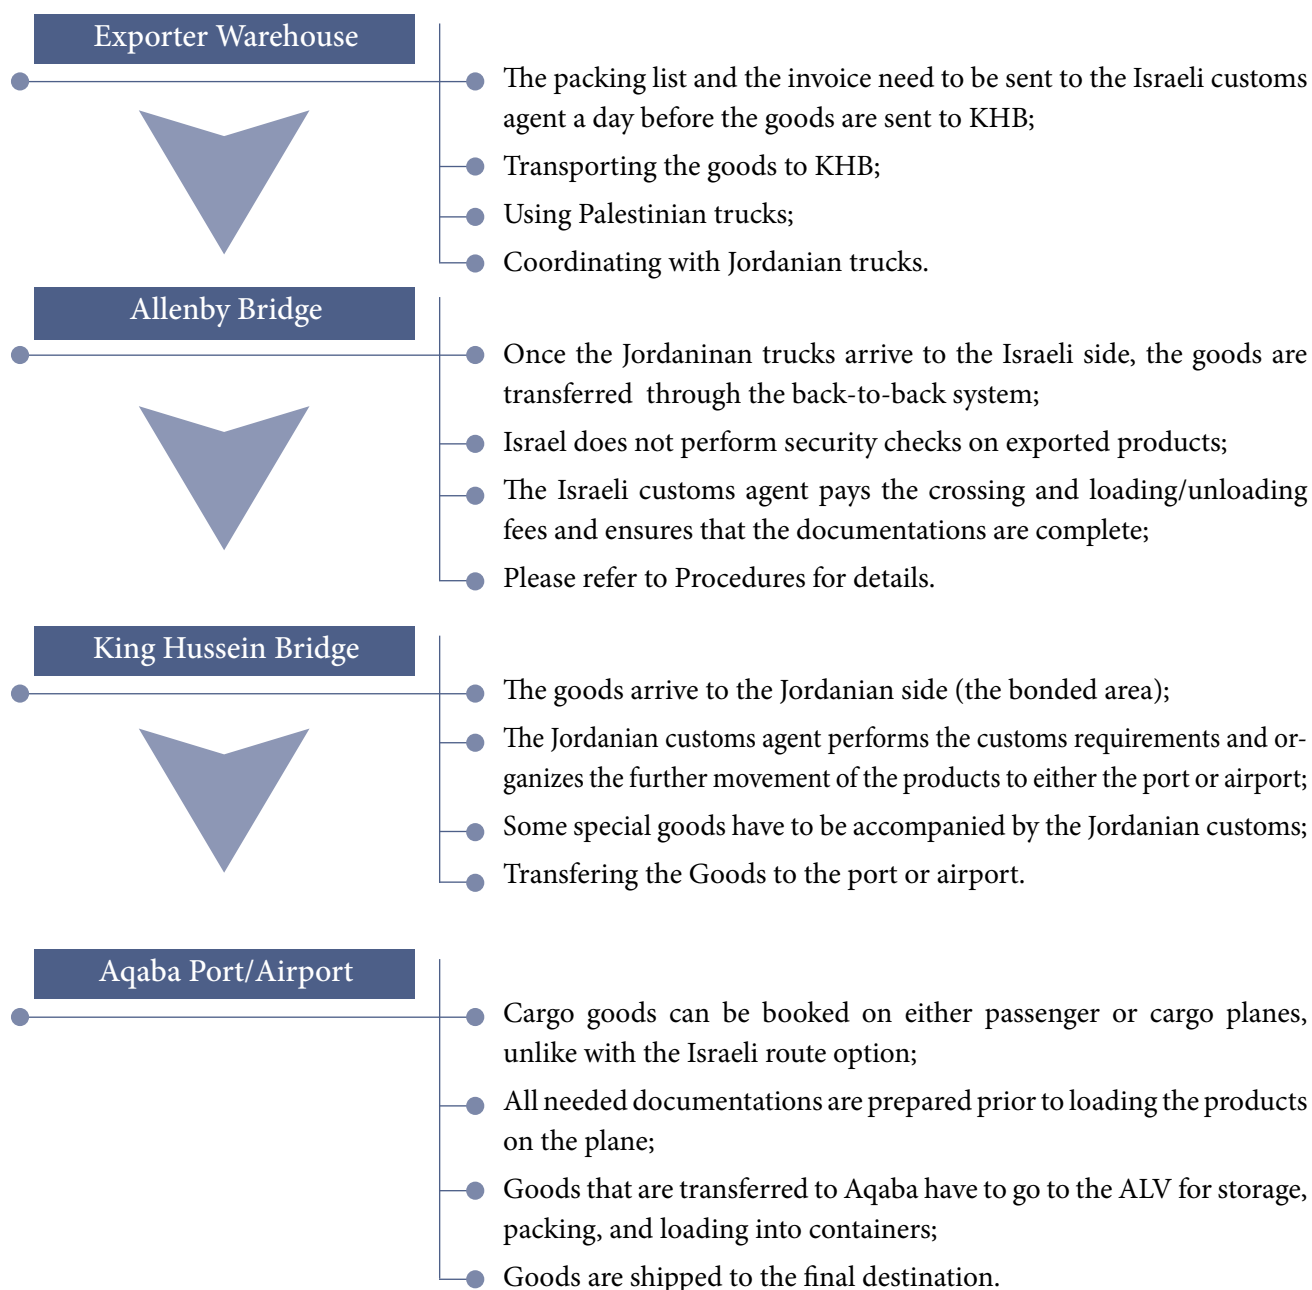 Exporter Warehouse
The packing list and the invoice need to be sent to the Israeli customs
agent a day before the goods are sent to KHB;
Transporting the goods to KHB;
Using Palestinian trucks;
Coordinating with Jordanian trucks.
Allenby Bridge
Once the Jordaninan trucks arrive to the Israeli side, the goods are
transferred through the back-to-back system;
Israel does not perform security checks on exported products;
The Israeli customs agent pays the crossing and loading/unloading
fees and ensures that the documentations are complete;
Please refer to Procedures for details.
King Hussein Bridge
The goods arrive to the Jordanian side (the bonded area);
The Jordanian customs agent performs the customs requirements and or-
ganizes the further movement of the products to either the port or airport;
Some special goods have to be accompanied by the Jordanian customs;
Transfering the Goods to the port or airport.
Aqaba Port/Airport
Cargo goods can be booked on either passenger or cargo planes,
unlike with the Israeli route option;
All needed documentations are prepared prior to loading the products
on the plane;
Goods that are transferred to Aqaba have to go to the ALV for storage,
packing, and loading into containers;
Goods are shipped to the final destination.